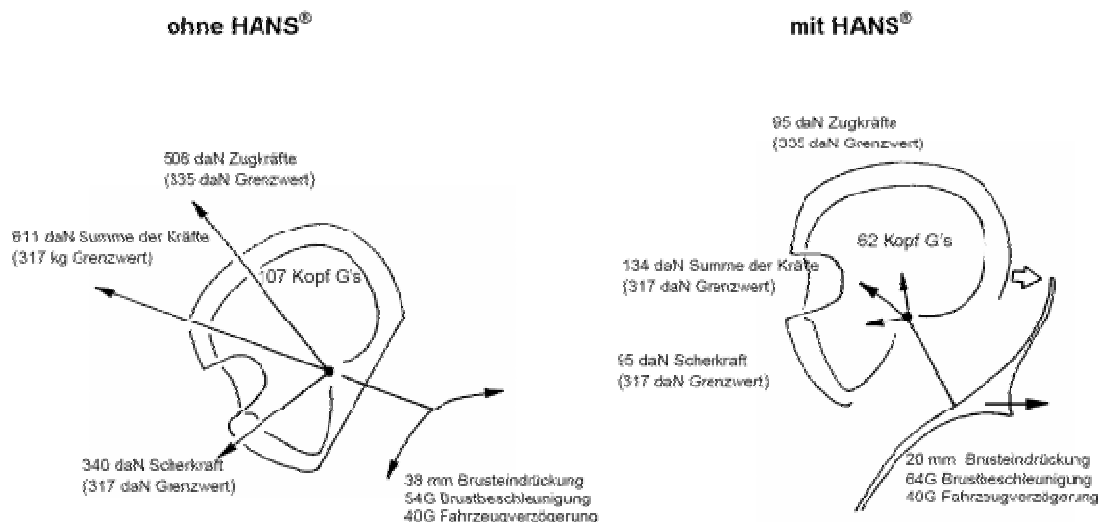 ohne HANS®
mit HANS®
508 daN Zugkräfte
(335 daN Grenzwert)
611 daN Summe der Kräfte
(317 kg Grenzwert)
107 Kopf G's
340 daN Scherkraft
(317 daN Grenzwert)
38 mm Brusteindrückung
54G Brustbeschleunigung
40G Fahrzeugverzögerung
95 daN Zugkräfte
(335 daN Grenzwert)
62 Kopf G's
134 daN Summe der Kräfte
(317 daN Grenzwert)
95 daN Scherkraft
(317 daN Grenzwert)
20 mm Brusteindrückung
64G Brustbeschleunigung
40G Fahrzeugverzögerung